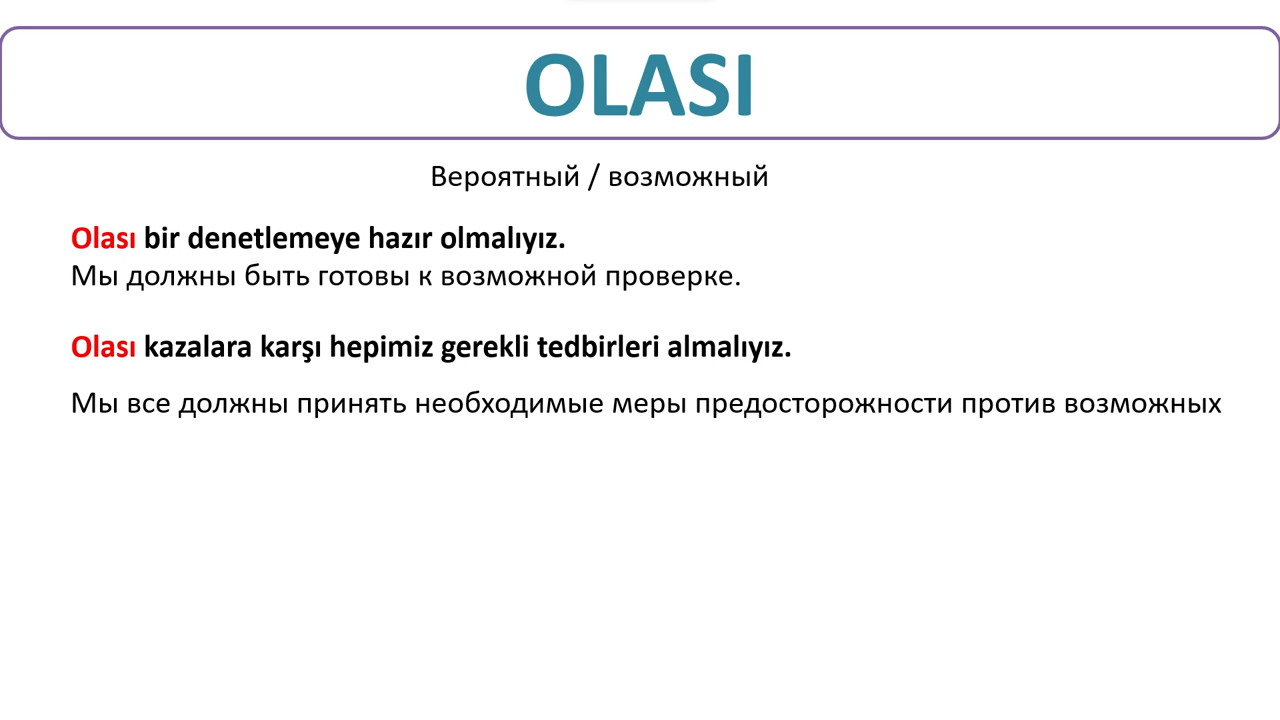 OLASI
Вероятный / возможный
Olası bir denetlemeye hazır olmalıyız.
Мы должны быть готовы к возможной проверке.
Olası kazalara karşı hepimiz gerekli tedbirleri almalıyız.
Мы все должны принять необходимые меры предосторожности против возможных